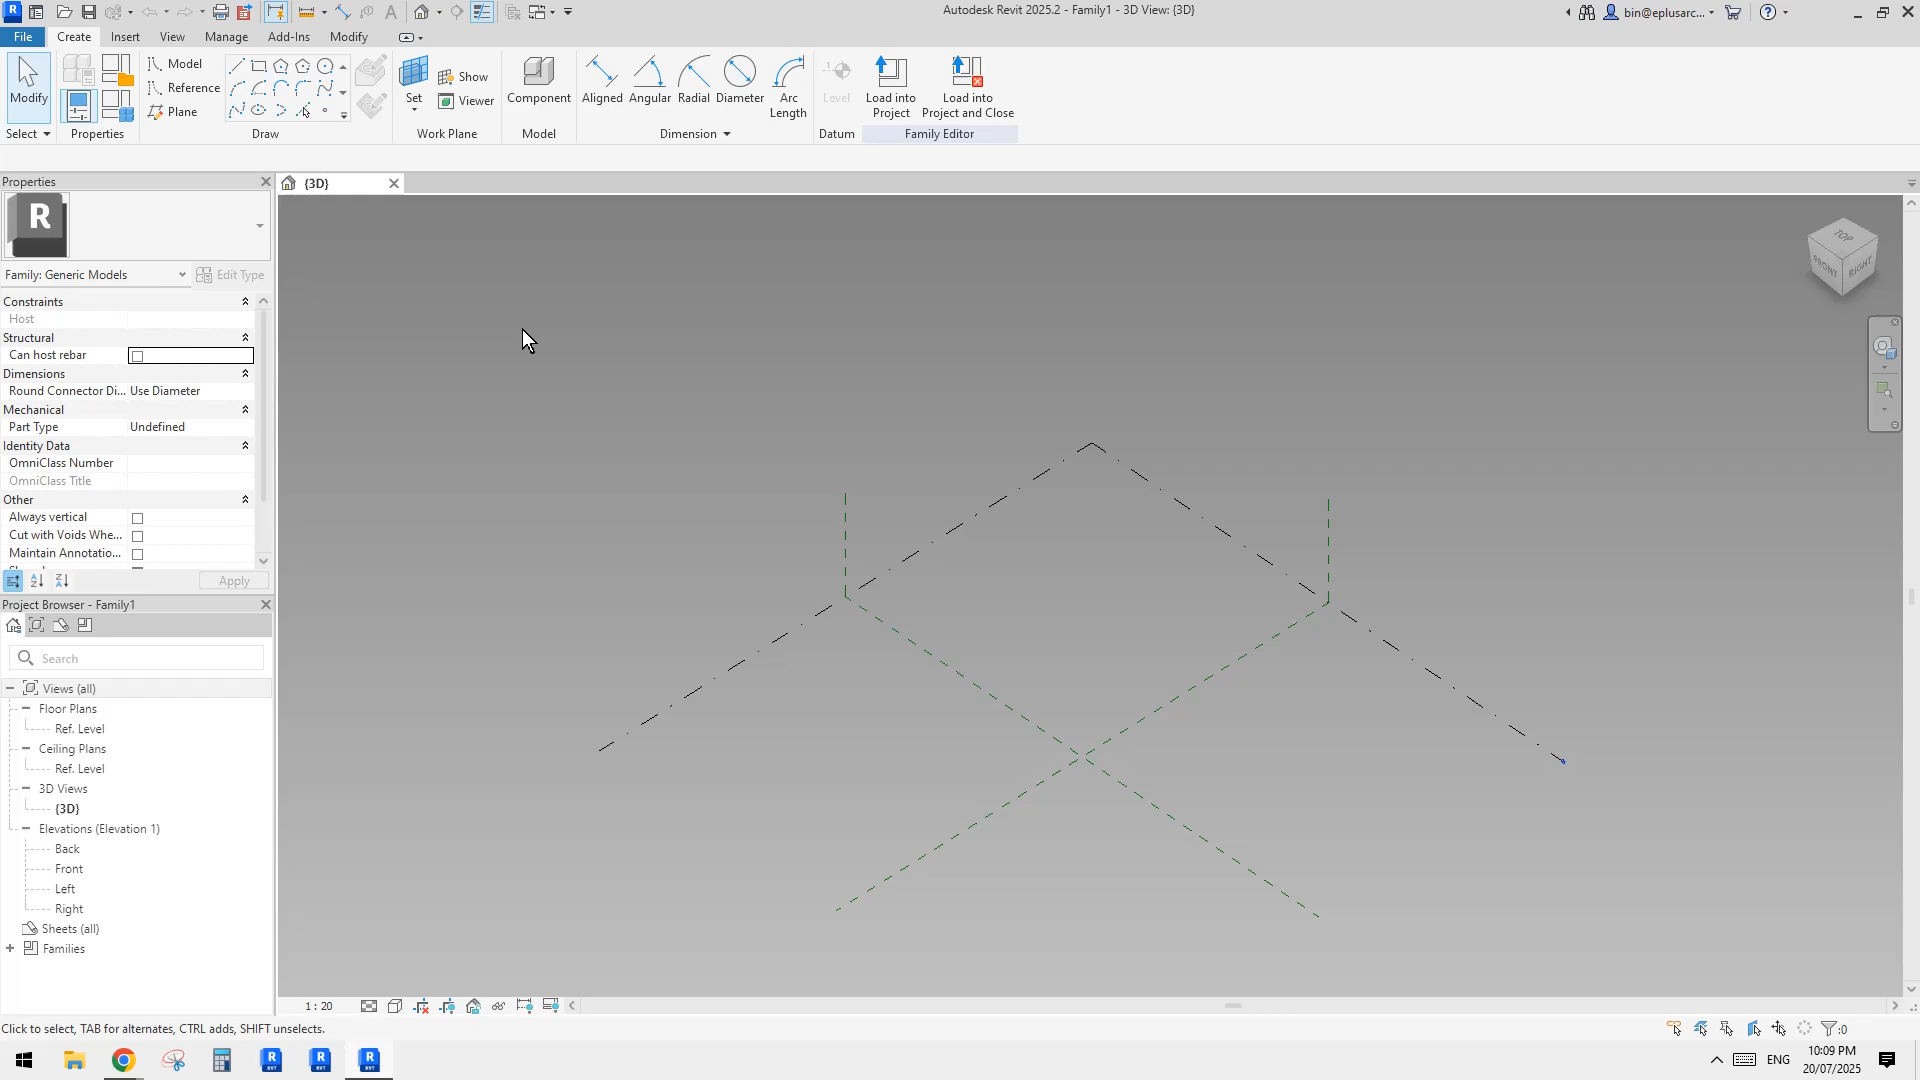 Autodesk Revit 2025.2 - Family1 - 3D View: {3D}
bin@eplusarc...
File
Create
Insert
View
Manage
Add-Ins
Modify
Modify
Select
Properties
Model
Reference
Plane
Draw
Set
Show
Viewer
Work Plane
Component
Model
Aligned
Angular
Radial
Diameter
Arc
Length
Dimension
Level
Datum
Load into
Project
Load into
Project and Close
Family Editor
Properties
{3D}
R
Family: Generic Models
Edit Type
Constraints
Host
Structural
Can host rebar
Dimensions
Round Connector Di... Use Diameter
Mechanical
Part Type Undefined
Identity Data
OmniClass Number
OmniClass Title
Other
Always vertical
Cut with Voids Whe...
Maintain Annotatio...
Apply
Project Browser - Family1
Search
Views (all)
Floor Plans
Ref. Level
Ceiling Plans
Ref. Level
3D Views
{3D}
Elevations (Elevation 1)
Back
Front
Left
Right
Sheets (all)
Families
TOP
FRONT
RIGHT
1 : 20
Click to select, TAB for alternates, CTRL adds, SHIFT unselects.
:0
ENG
10:09 PM
20/07/2025